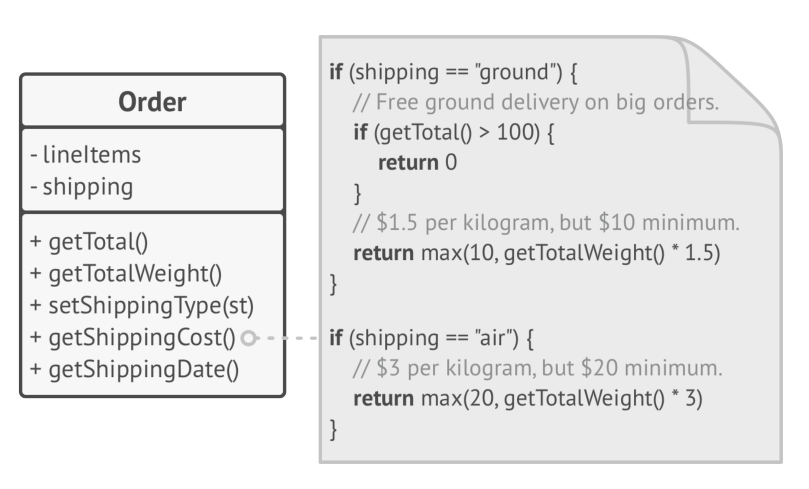 Order
- lineItems
- shipping
+ getTotal()
+ getTotalWeight()
+ setShippingType(st)
+ getShippingCost()
+ getShippingDate()
if (shipping == "ground") {
// Free ground delivery on big orders.
if (getTotal() > 100) {
return 0
}
// $1.5 per kilogram, but $10 minimum.
return max(10, getTotalWeight() * 1.5)
}
if (shipping == "air") {
// $3 per kilogram, but $20 minimum.
return max(20, getTotalWeight() * 3)
}